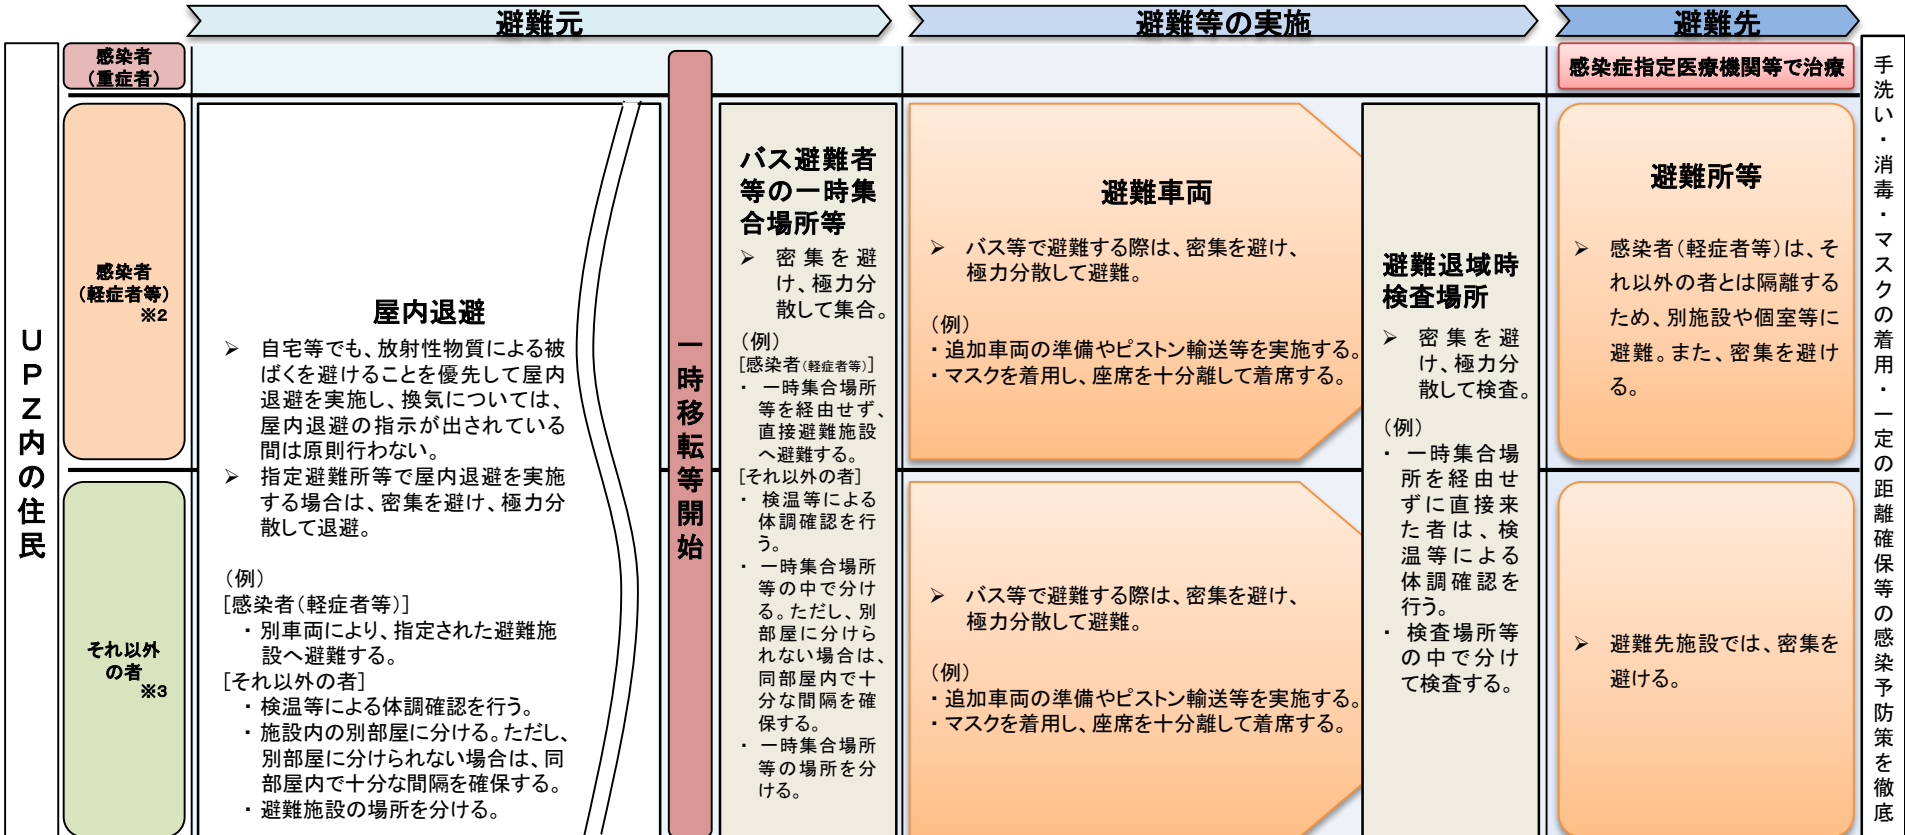 避難元
避難等の実施
避難先
UPZ内の住民
感染者
(重症者)
感染症指定医療機関等で治療
感染者
(軽症者等)
※2
それ以外
の者
※3
屋内退避
➢ 自宅等でも、放射性物質による被
ばくを避けることを優先して屋内
退避を実施し、換気については、
屋内退避の指示が出されている
間は原則行わない。
➢ 指定避難所等で屋内退避を実施
する場合は、密集を避け、極力分
散して退避。
(例)
[感染者(軽症者等)]
・別車両により、指定された避難施
設へ避難する。
[それ以外の者]
・検温等による体調確認を行う。
・施設内の別部屋に分ける。ただし、
別部屋に分けられない場合は、同
部屋内で十分な間隔を確保する。
・避難施設の場所を分ける。
一時移転等開始
バス避難者
等の一時集
合場所等
➢ 密集を避
け、極力分
散して集合。
(例)
[感染者(軽症者等)]
・ 一時集合場所
等を経由せず、
直接避難施設
へ避難する。
[それ以外の者]
・ 検温等による
体調確認を行
う。
・ 一時集合場所
等の中で分け
る。ただし、別
部屋に分けら
れない場合は、
同部屋内で十
分な間隔を確
保する。
・ 一時集合場所
等の場所を分
ける。
避難車両
➢ バス等で避難する際は、密集を避け、
極力分散して避難。
(例)
・追加車両の準備やピストン輸送等を実施する。
・マスクを着用し、座席を十分離して着席する。
➢ バス等で避難する際は、密集を避け、
極力分散して避難。
(例)
・追加車両の準備やピストン輸送等を実施する。
・マスクを着用し、座席を十分離して着席する。
避難退域時
検査場所
➢ 密集を避
け、極力分
散して検査。
(例)
・ 一時集合場
所を経由せ
ずに直接来
た者は、検
温等による
体調確認を
行う。
・ 検査場所等
の中で分け
て検査する。
避難所等
➢ 感染者(軽症者等)は、そ
れ以外の者とは隔離する
ため、別施設や個室等に
避難。また、密集を避け
る。
➢ 避難先施設では、密集を
避ける。
手洗い・消毒・マスクの着用・一定の距離確保等の感染予防策を徹底